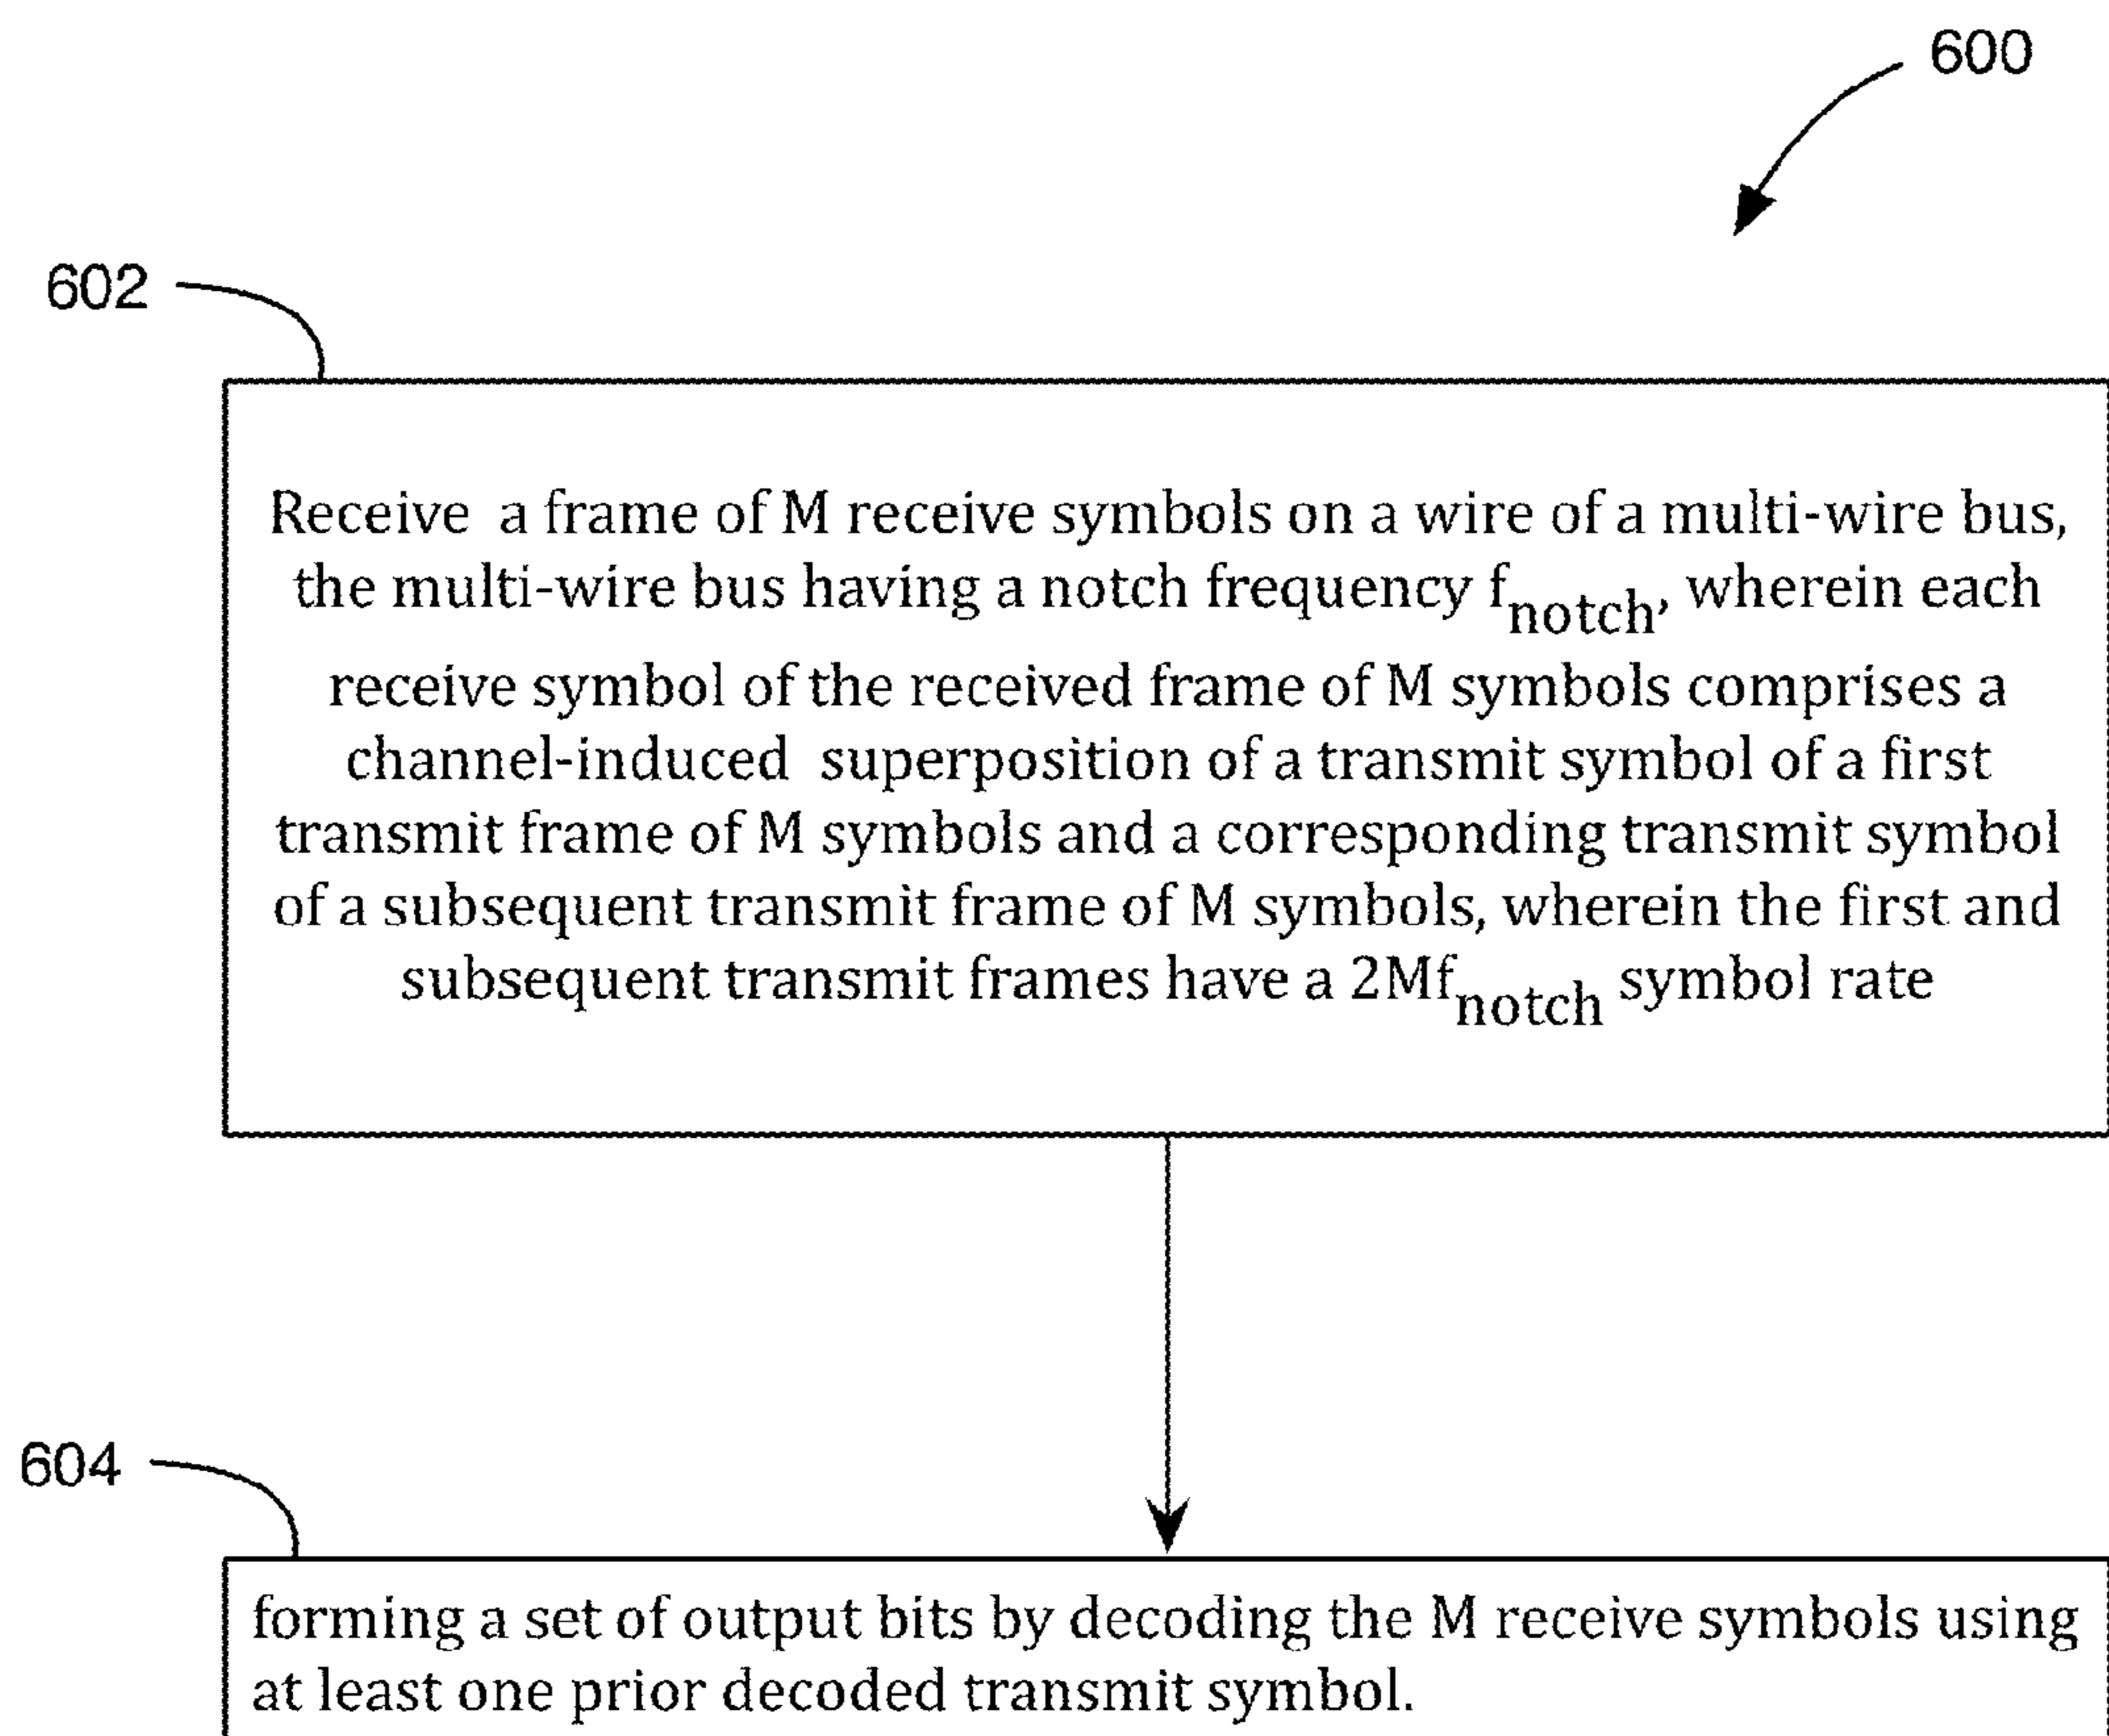 600
602
Receive a frame of M receive symbols on a wire of a multi-wire bus,
the multi-wire bus having a notch frequency fnotch, wherein each
receive symbol of the received frame of M symbols comprises a
channel-induced superposition of a transmit symbol of a first
transmit frame of M symbols and a corresponding transmit symbol
of a subsequent transmit frame of M symbols, wherein the first and
subsequent transmit frames have a 2Mfnotch symbol rate
604
forming a set of output bits by decoding the M receive symbols using
at least one prior decoded transmit symbol.